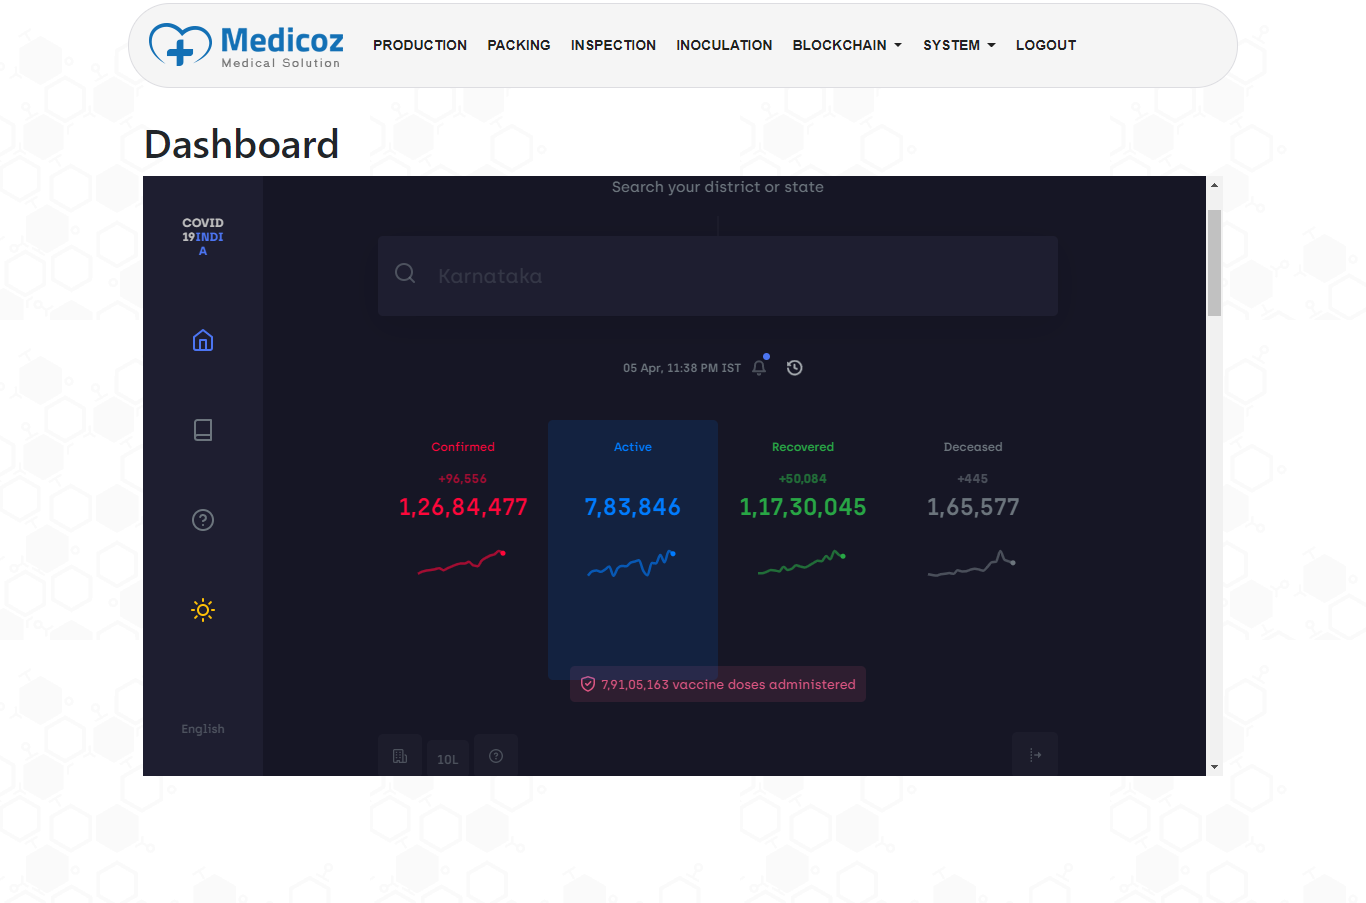 Medicoz
Medical Solution
PRODUCTION PACKING INSPECTION INOCULATION BLOCKCHAIN SYSTEM LOGOUT
Dashboard
Search your district or state
COVID
19INDI
A
Karnataka
05 Apr, 11:38 PM IST
Confirmed Active Recovered Deceased
+96,556 +50,084 +445
1,26,84,477 7,83,846 1,17,30,045 1,65,577
7,91,05,163 vaccine doses administered
English
10L